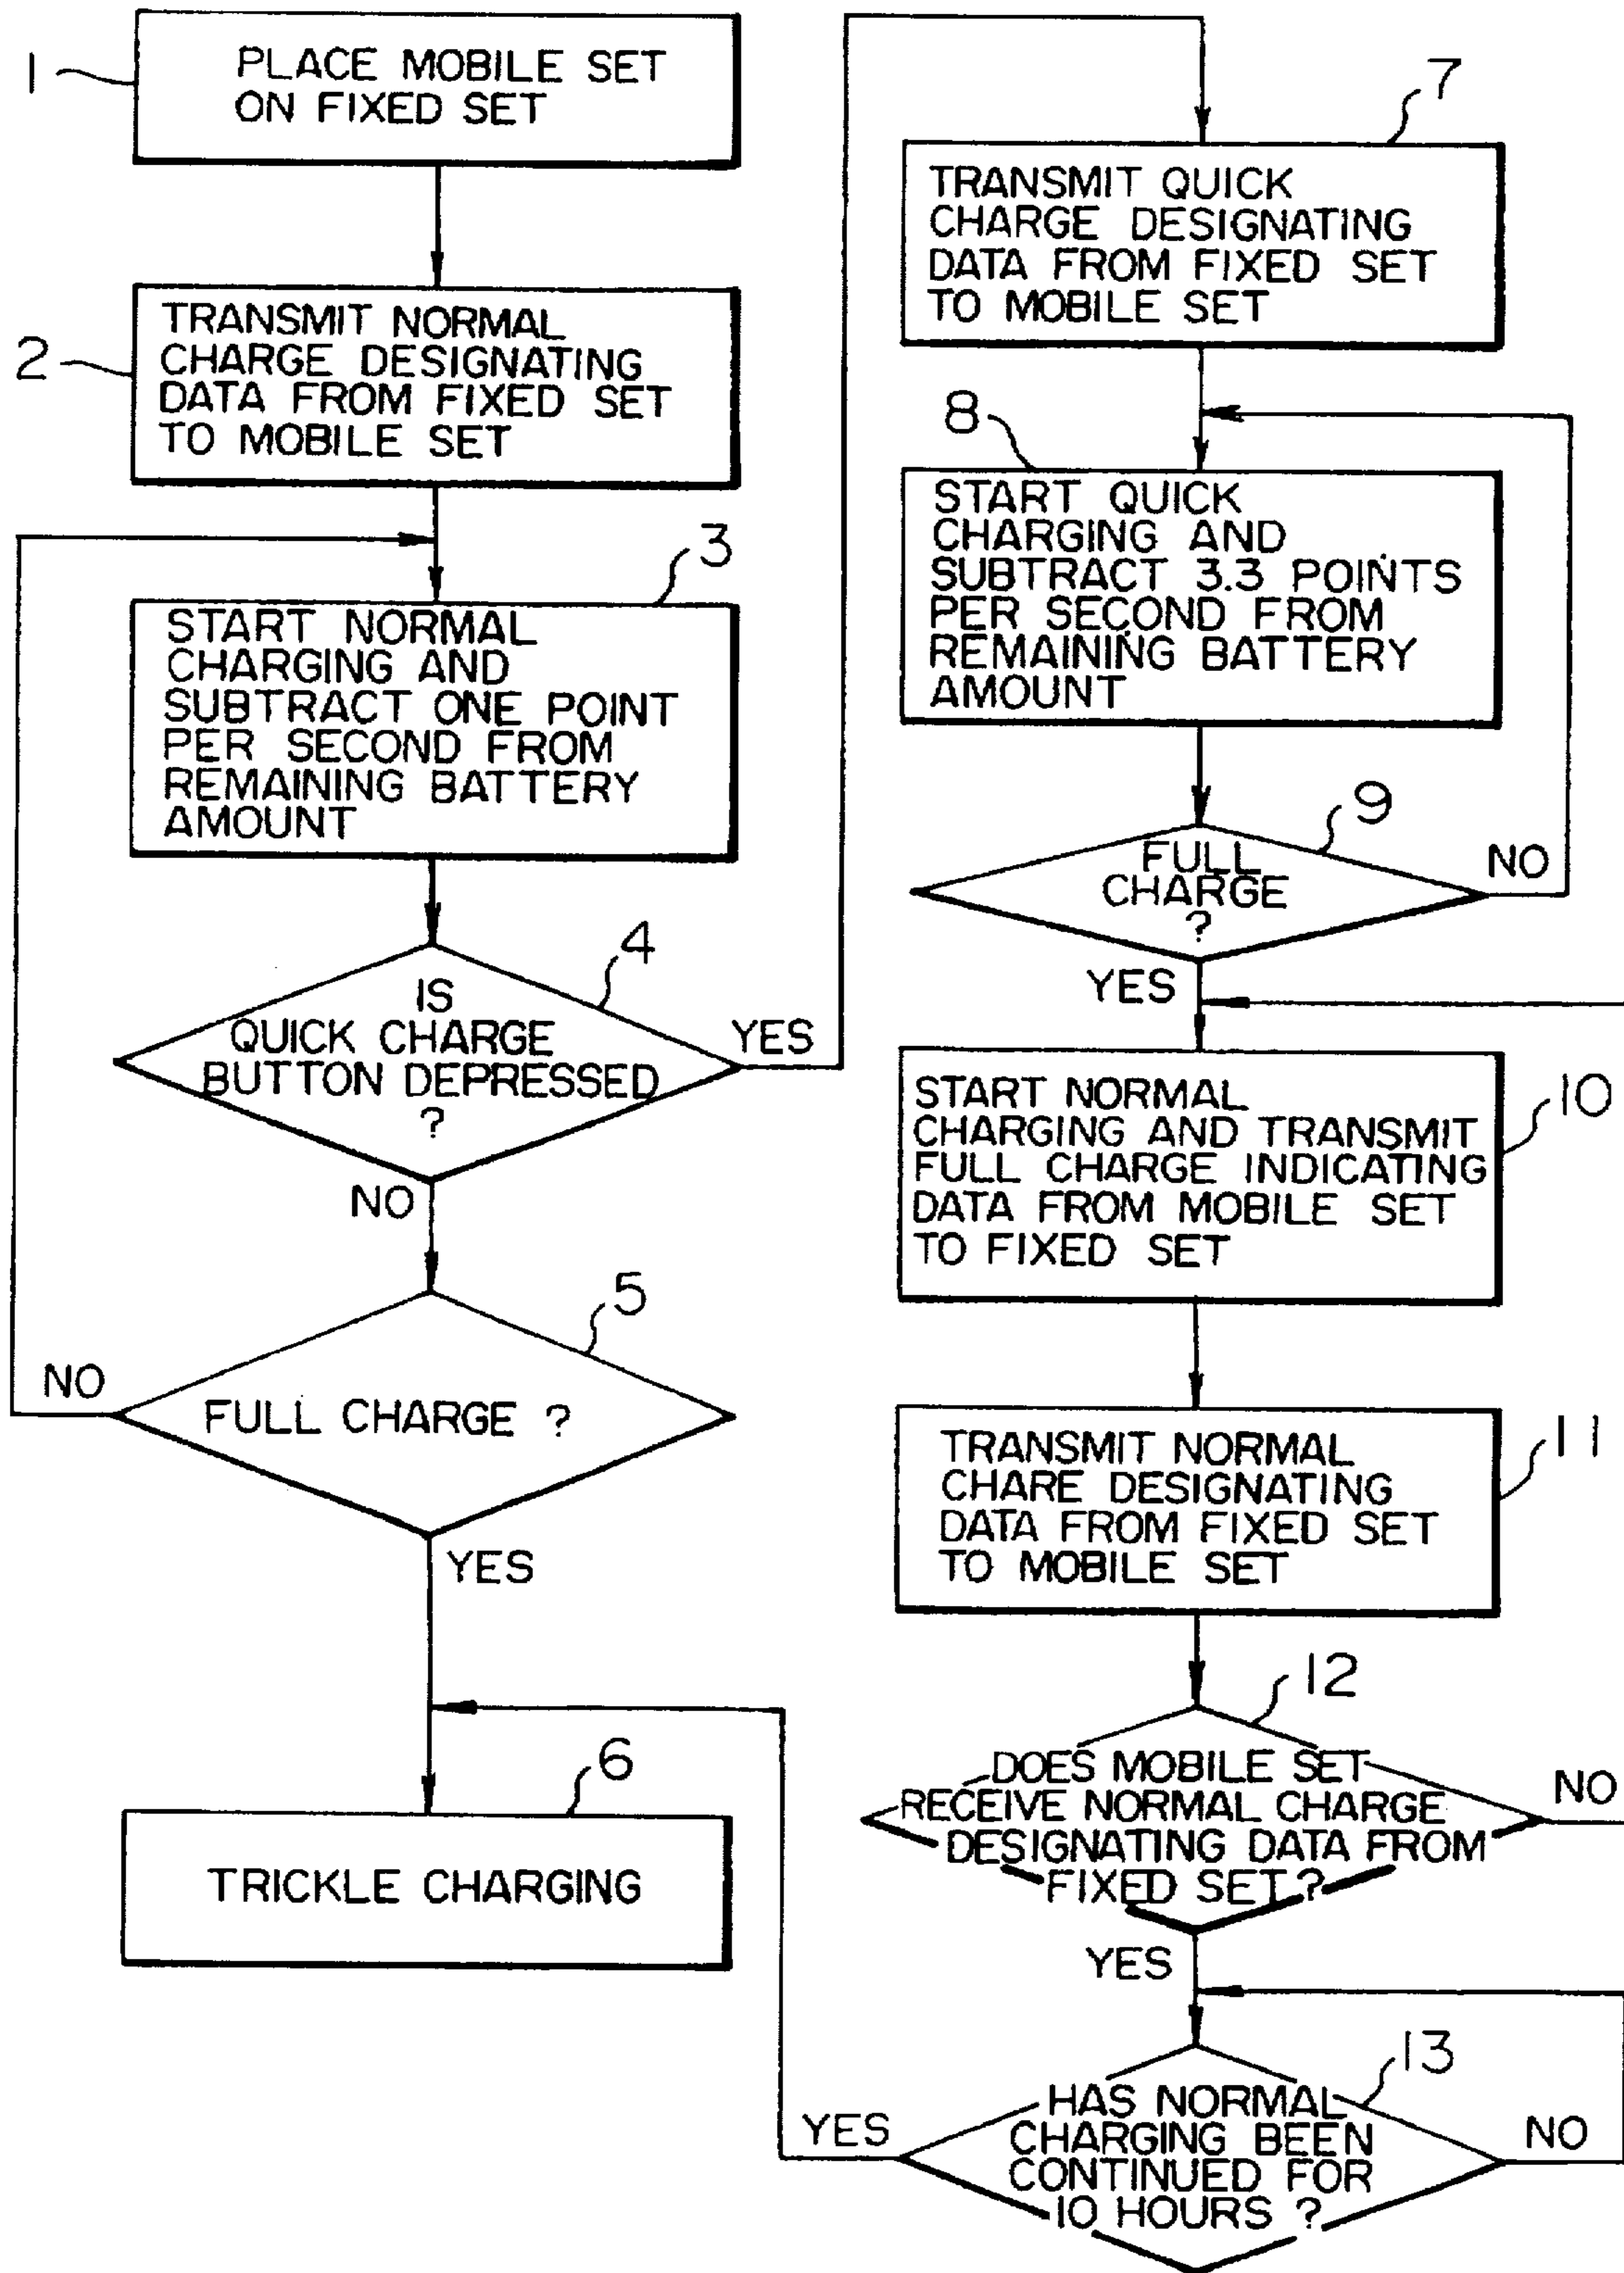 1
PLACE MOBILE SET
ON FIXED SET
2
TRANSMIT NORMAL
CHARGE DESIGNATING
DATA FROM FIXED SET
TO MOBILE SET
3
START NORMAL
CHARGING AND
SUBTRACT ONE POINT
PER SECOND FROM
REMAINING BATTERY
AMOUNT
4
IS
QUICK CHARGE
BUTTON DEPRESSED
?
YES
NO
5
FULL CHARGE ?
NO
YES
6
TRICKLE CHARGING
7
TRANSMIT QUICK
CHARGE DESIGNATING
DATA FROM FIXED SET
TO MOBILE SET
8
START QUICK
CHARGING AND
SUBTRACT 3.3 POINTS
PER SECOND FROM
REMAINING BATTERY
AMOUNT
9
FULL
CHARGE
?
NO
YES
10
START NORMAL
CHARGING AND TRANSMIT
FULL CHARGE INDICATING
DATA FROM MOBILE SET
TO FIXED SET
11
TRANSMIT NORMAL
CHARE DESIGNATING
DATA FROM FIXED SET
TO MOBILE SET
12
DOES MOBILE SET
RECEIVE NORMAL CHARGE
DESIGNATING DATA FROM
FIXED SET ?
NO
YES
13
HAS NORMAL
CHARGING BEEN
CONTINUED FOR
10 HOURS ?
YES
NO